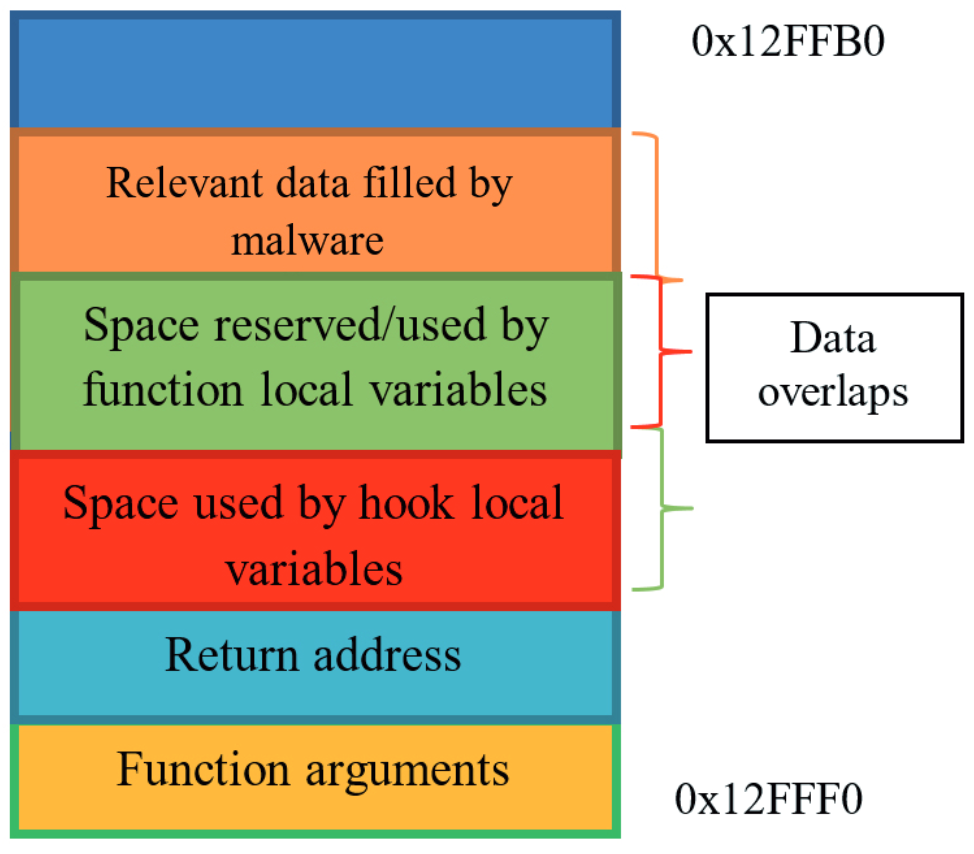 0x12FFB0
Relevant data filled by
malware
Space reserved/used by
function local variables
Data
overlaps
Space used by hook local
variables
Return address
Function arguments
0x12FFF0